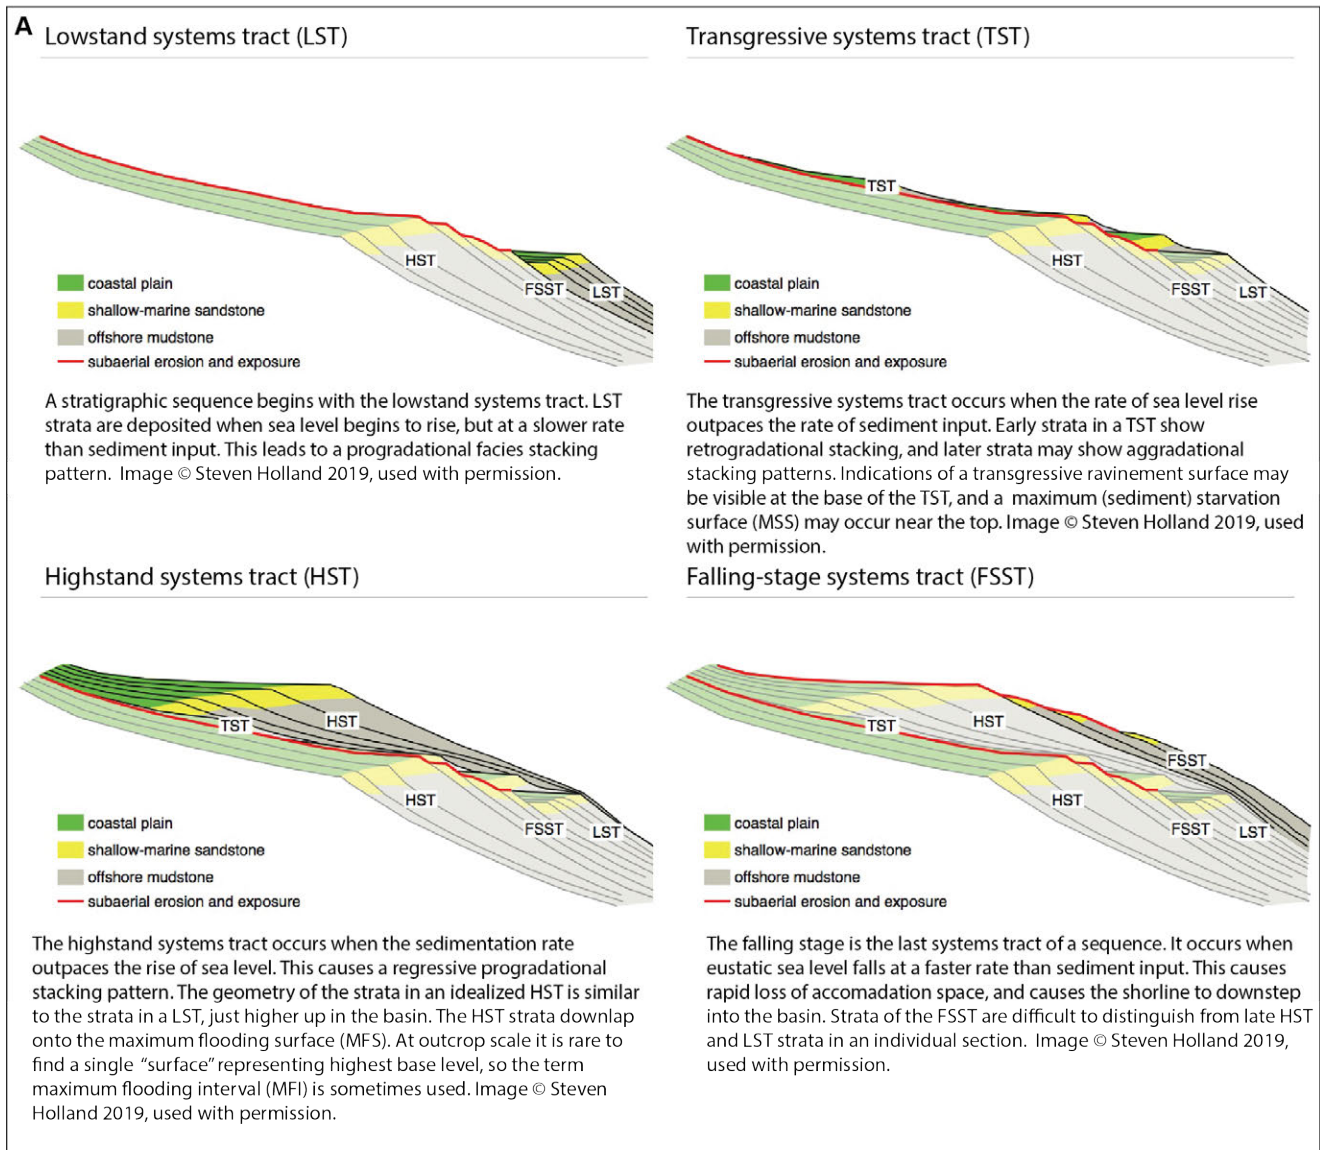 A
Lowstand systems tract (LST)
HST
FSST
LST
coastal plain
shallow-marine sandstone
offshore mudstone
subaerial erosion and exposure
A stratigraphic sequence begins with the lowstand systems tract. LST
strata are deposited when sea level begins to rise, but at a slower rate
than sediment input. This leads to a progradational facies stacking
pattern.  Image © Steven Holland 2019, used with permission.
Transgressive systems tract (TST)
TST
HST
FSST
LST
coastal plain
shallow-marine sandstone
offshore mudstone
subaerial erosion and exposure
The transgressive systems tract occurs when the rate of sea level rise
outpaces the rate of sediment input. Early strata in a TST show
retrogradational stacking, and later strata may show aggradational
stacking patterns. Indications of a transgressive ravinement surface may
be visible at the base of the TST, and a  maximum (sediment) starvation
surface (MSS) may occur near the top. Image © Steven Holland 2019, used
with permission.
Highstand systems tract (HST)
TST
HST
HST
FSST
LST
coastal plain
shallow-marine sandstone
offshore mudstone
subaerial erosion and exposure
The highstand systems tract occurs when the sedimentation rate
outpaces the rise of sea level. This causes a regressive progradational
stacking pattern. The geometry of the strata in an idealized HST is similar
to the strata in a LST, just higher up in the basin. The HST strata downlap
onto the maximum flooding surface (MFS). At outcrop scale it is rare to
find a single  “surface” representing highest base level, so the term
maximum flooding interval (MFI) is sometimes used. Image © Steven
Holland 2019, used with permission.
Falling-stage systems tract (FSST)
TST
HST
FSST
HST
FSST
LST
coastal plain
shallow-marine sandstone
offshore mudstone
subaerial erosion and exposure
The falling stage is the last systems tract of a sequence. It occurs when
eustatic sea level falls at a faster rate than sediment input. This causes
rapid loss of accomadation space, and causes the shorline to downstep
into the basin. Strata of the FSST are difficult to distinguish from late HST
and LST strata in an individual section.  Image © Steven Holland 2019,
used with permission.